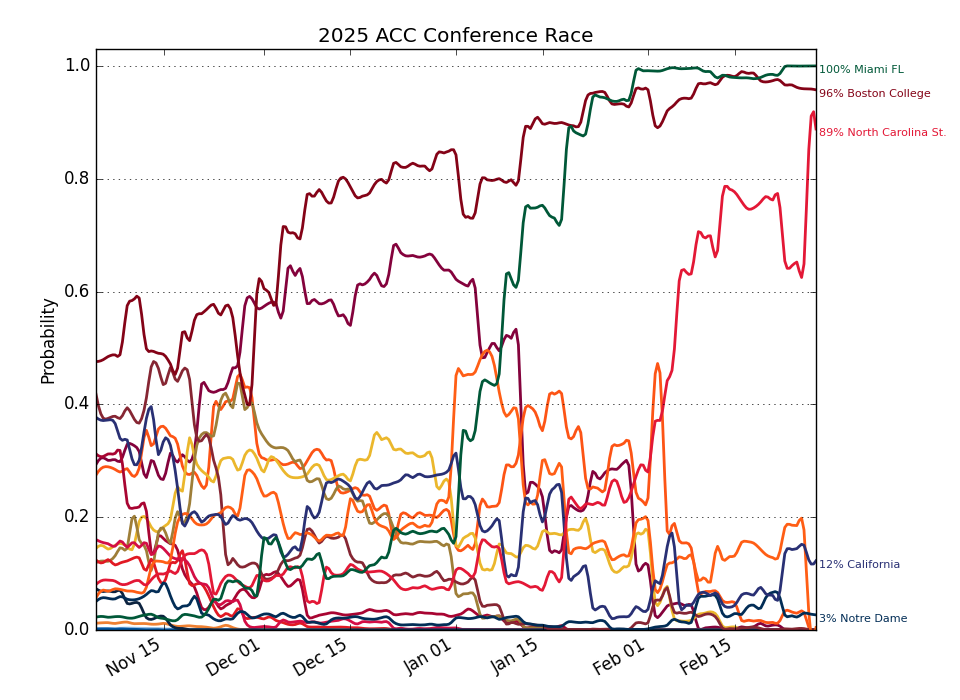 2025 ACC Conference Race
Probability
1.0
0.8
0.6
0.4
0.2
0.0
100% Miami FL
96% Boston College
89% North Carolina St.
12% California
3% Notre Dame
Nov 15
Dec 01
Dec 15
Jan 01
Jan 15
Feb 01
Feb 15